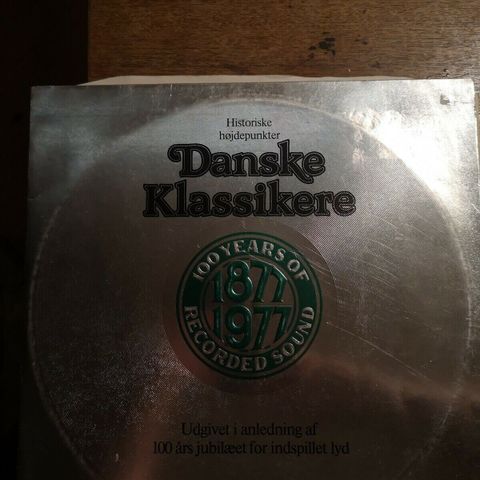 Historiske
højdepunkter
Danske
Klassikere
100 YEARS OF
1877
1977
RECORDED SOUND
Udgivet i anledning af
100 års jubilæet for indspillet lyd